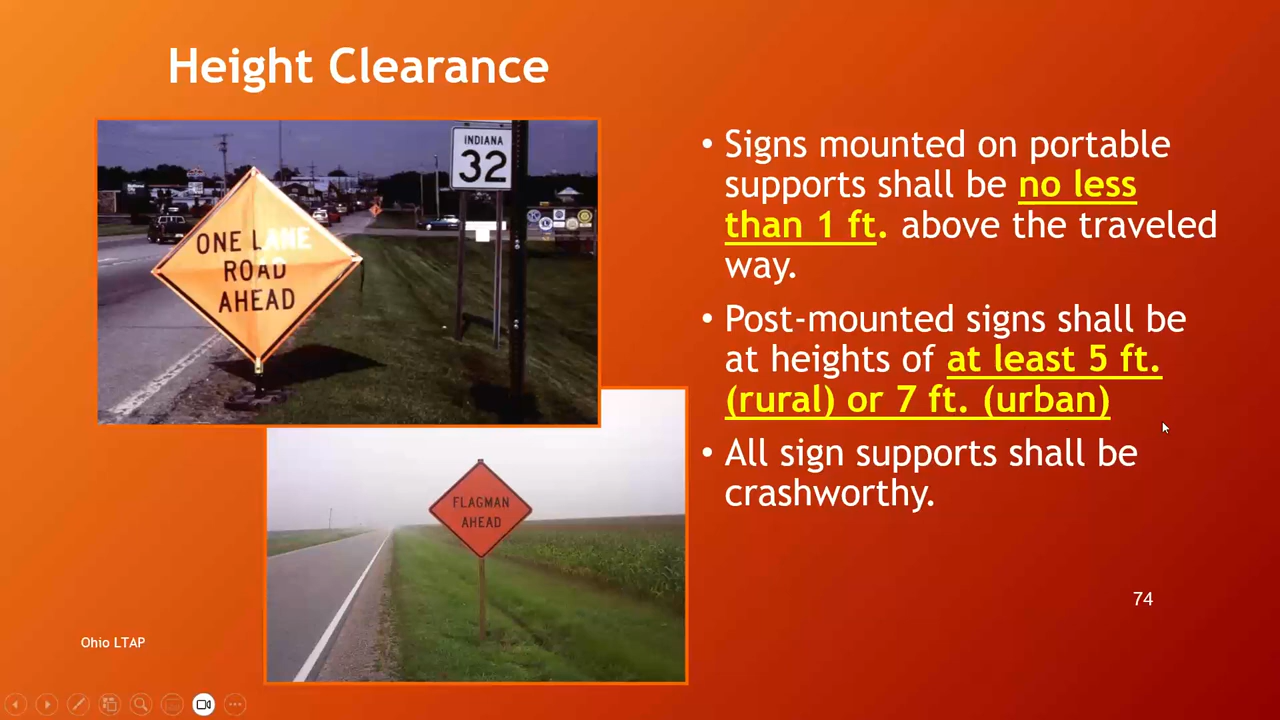 Height Clearance
INDIANA
32
ONE LANE
ROAD
AHEAD
FLAGMAN
AHEAD
• Signs mounted on portable
supports shall be no less
than 1 ft. above the traveled
way.
• Post-mounted signs shall be
at heights of at least 5 ft.
(rural) or 7 ft. (urban)
• All sign supports shall be
crashworthy.
74
Ohio LTAP